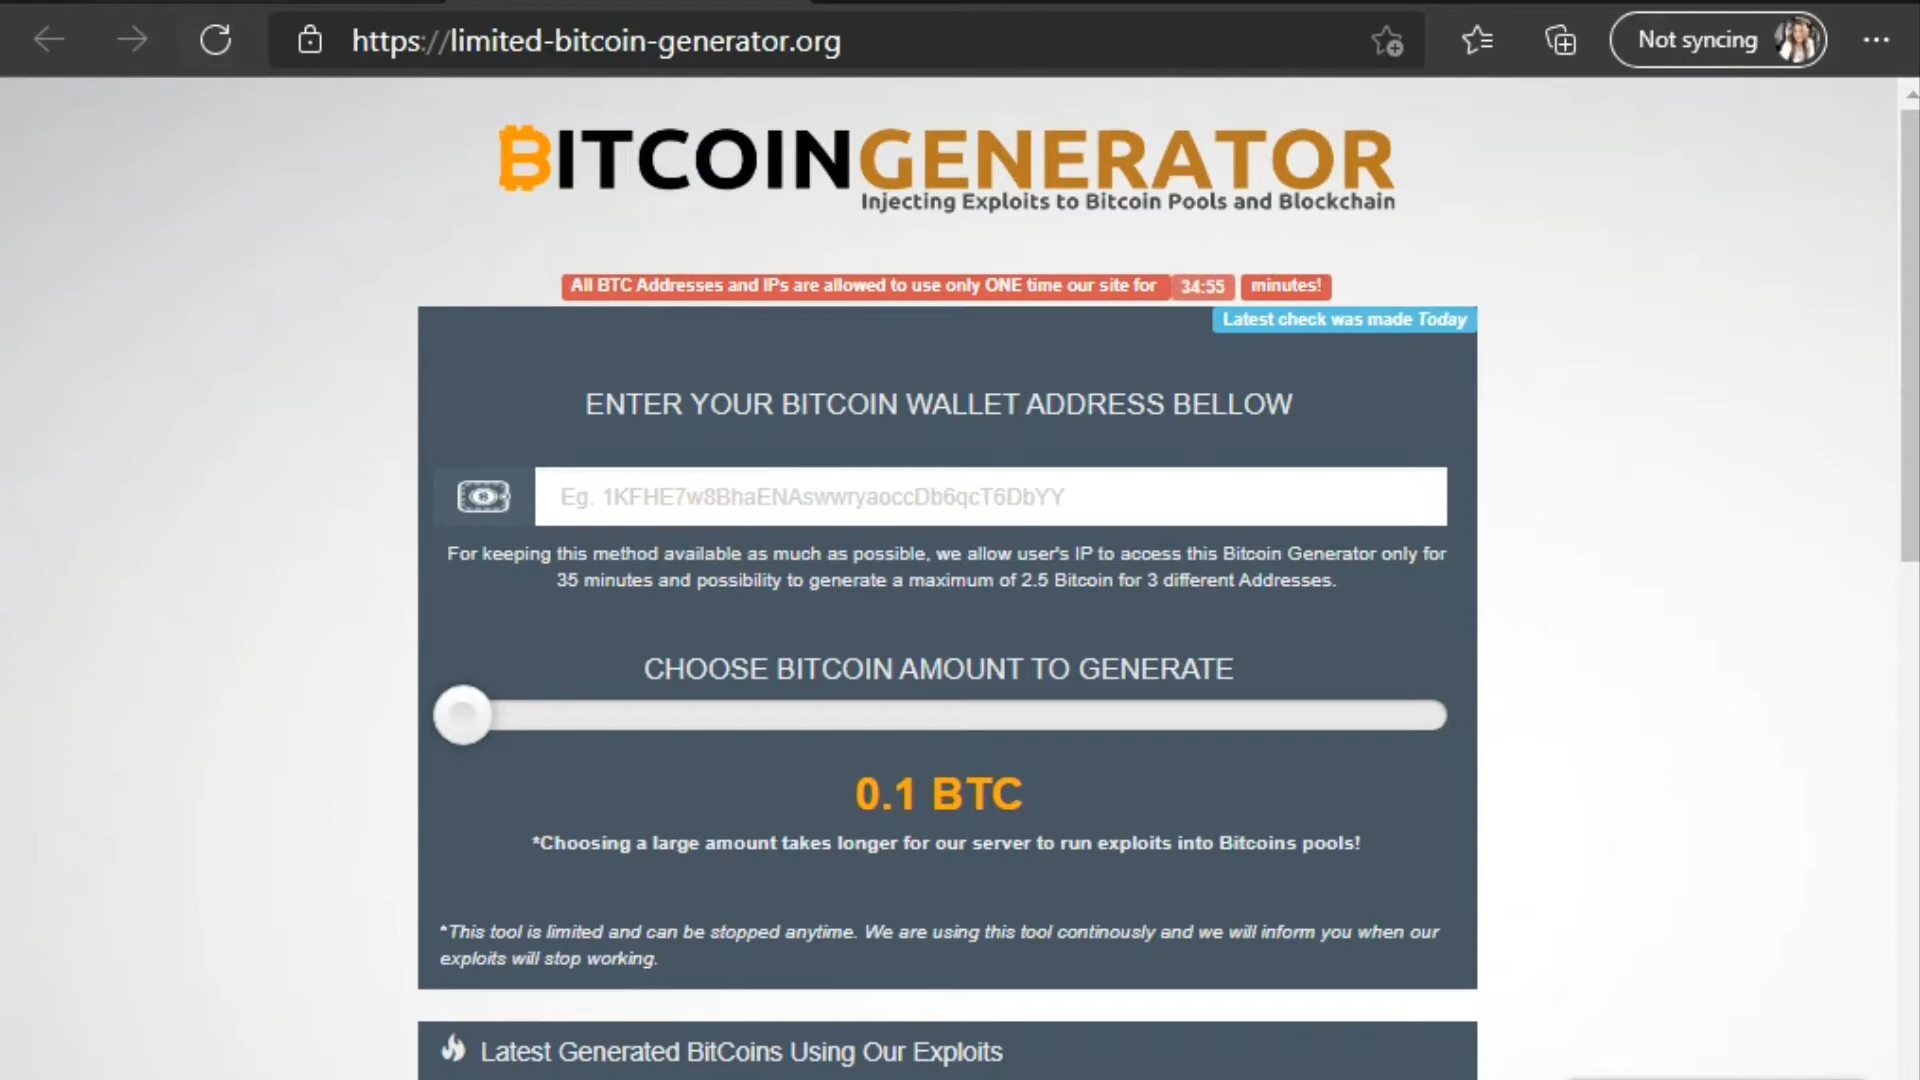 https://limited-bitcoin-generator.org
Not syncing
BITCOINGENERATOR
Injecting Exploits to Bitcoin Pools and Blockchain
All BTC Addresses and IPs are allowed to use only ONE time our site for 34:55 minutes!
Latest check was made Today
ENTER YOUR BITCOIN WALLET ADDRESS BELLOW
Eg. 1KFHE7w8BhaENAswwryaoccDb6qcT6DbYY
For keeping this method available as much as possible, we allow user's IP to access this Bitcoin Generator only for
35 minutes and possibility to generate a maximum of 2.5 Bitcoin for 3 different Addresses.
CHOOSE BITCOIN AMOUNT TO GENERATE
0.1 BTC
*Choosing a large amount takes longer for our server to run exploits into Bitcoins pools!
*This tool is limited and can be stopped anytime. We are using this tool continously and we will inform you when our
exploits will stop working.
Latest Generated BitCoins Using Our Exploits